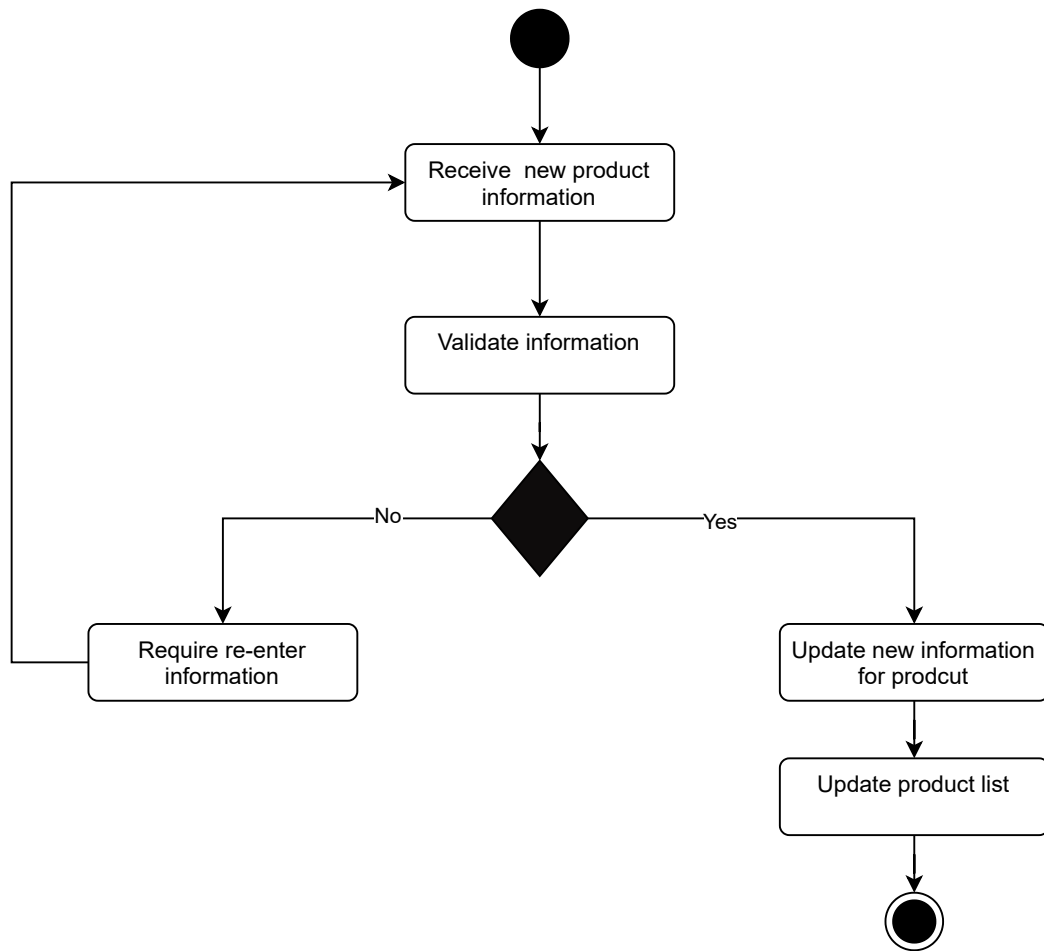 Receive  new product
information
Validate information
No
Yes
Require re-enter
information
Update new information
for prodcut
Update product list